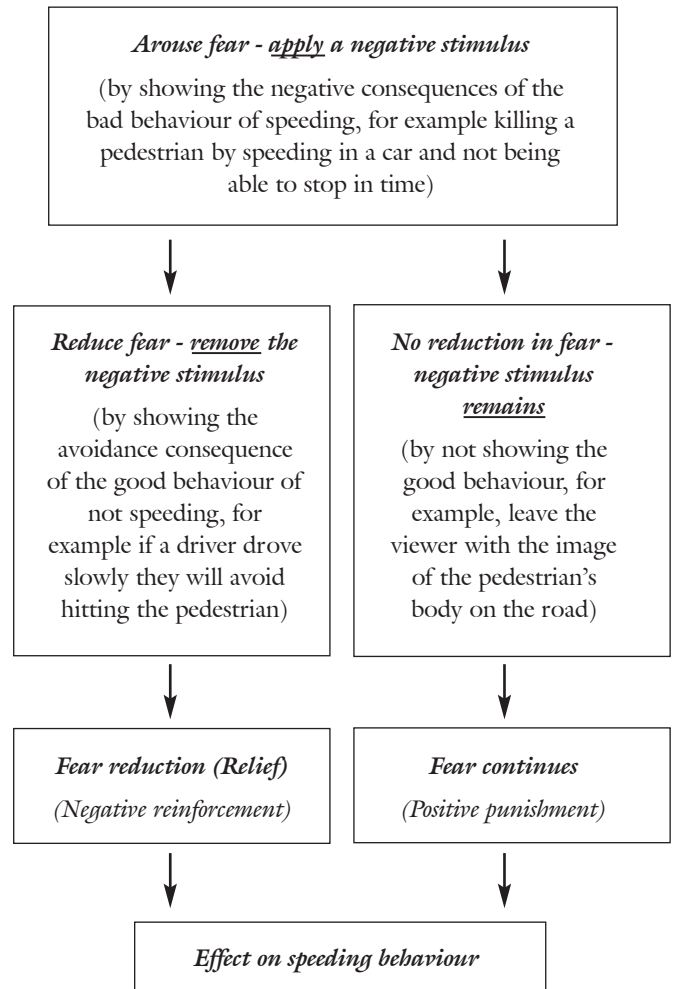 Arouse fear - apply a negative stimulus
(by showing the negative consequences of the
bad behaviour of speeding, for example killing a
pedestrian by speeding in a car and not being
able to stop in time)
Reduce fear - remove the
negative stimulus
(by showing the
avoidance consequence
of the good behaviour of
not speeding, for
example if a driver drove
slowly they will avoid
hitting the pedestrian)
No reduction in fear -
negative stimulus
remains
(by not showing the
good behaviour, for
example, leave the
viewer with the image
of the pedestrian's
body on the road)
Fear reduction (Relief)
(Negative reinforcement)
Fear continues
(Positive punishment)
Effect on speeding behaviour